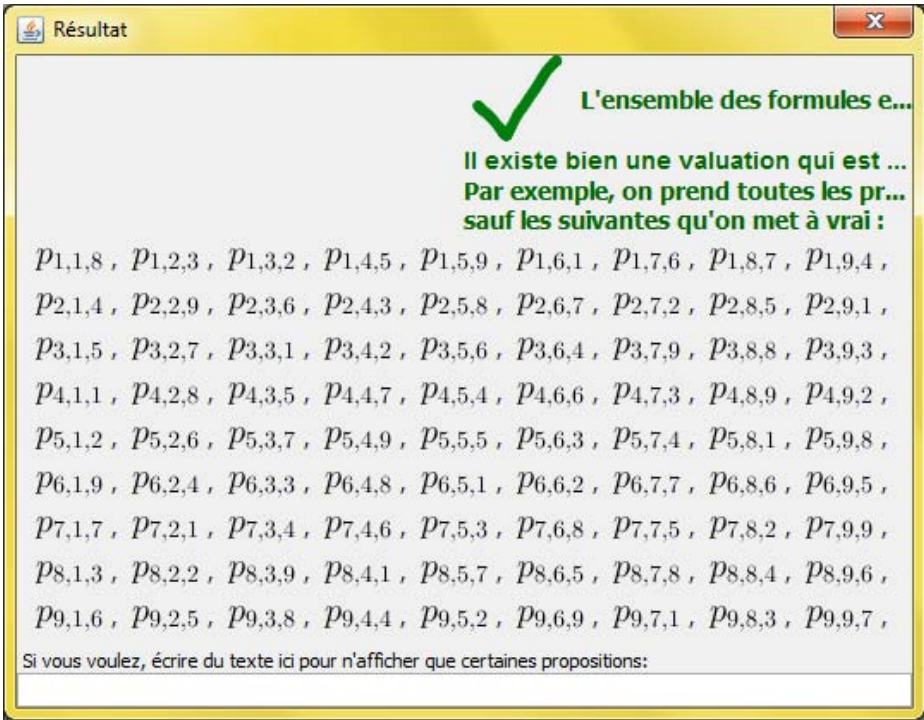 Résultat
L'ensemble des formules e...
Il existe bien une valuation qui est ...
Par exemple, on prend toutes les pr...
sauf les suivantes qu'on met à vrai :
p1,1,8 , p1,2,3 , p1,3,2 , p1,4,5 , p1,5,9 , p1,6,1 , p1,7,6 , p1,8,7 , p1,9,4 ,
p2,1,4 , p2,2,9 , p2,3,6 , p2,4,3 , p2,5,8 , p2,6,7 , p2,7,2 , p2,8,5 , p2,9,1 ,
p3,1,5 , p3,2,7 , p3,3,1 , p3,4,2 , p3,5,6 , p3,6,4 , p3,7,9 , p3,8,8 , p3,9,3 ,
p4,1,1 , p4,2,8 , p4,3,5 , p4,4,7 , p4,5,4 , p4,6,6 , p4,7,3 , p4,8,9 , p4,9,2 ,
p5,1,2 , p5,2,6 , p5,3,7 , p5,4,9 , p5,5,5 , p5,6,3 , p5,7,4 , p5,8,1 , p5,9,8 ,
p6,1,9 , p6,2,4 , p6,3,3 , p6,4,8 , p6,5,1 , p6,6,2 , p6,7,7 , p6,8,6 , p6,9,5 ,
p7,1,7 , p7,2,1 , p7,3,4 , p7,4,6 , p7,5,3 , p7,6,8 , p7,7,5 , p7,8,2 , p7,9,9 ,
p8,1,3 , p8,2,2 , p8,3,9 , p8,4,1 , p8,5,7 , p8,6,5 , p8,7,8 , p8,8,4 , p8,9,6 ,
p9,1,6 , p9,2,5 , p9,3,8 , p9,4,4 , p9,5,2 , p9,6,9 , p9,7,1 , p9,8,3 , p9,9,7 ,
Si vous voulez, écrire du texte ici pour n'afficher que certaines propositions: